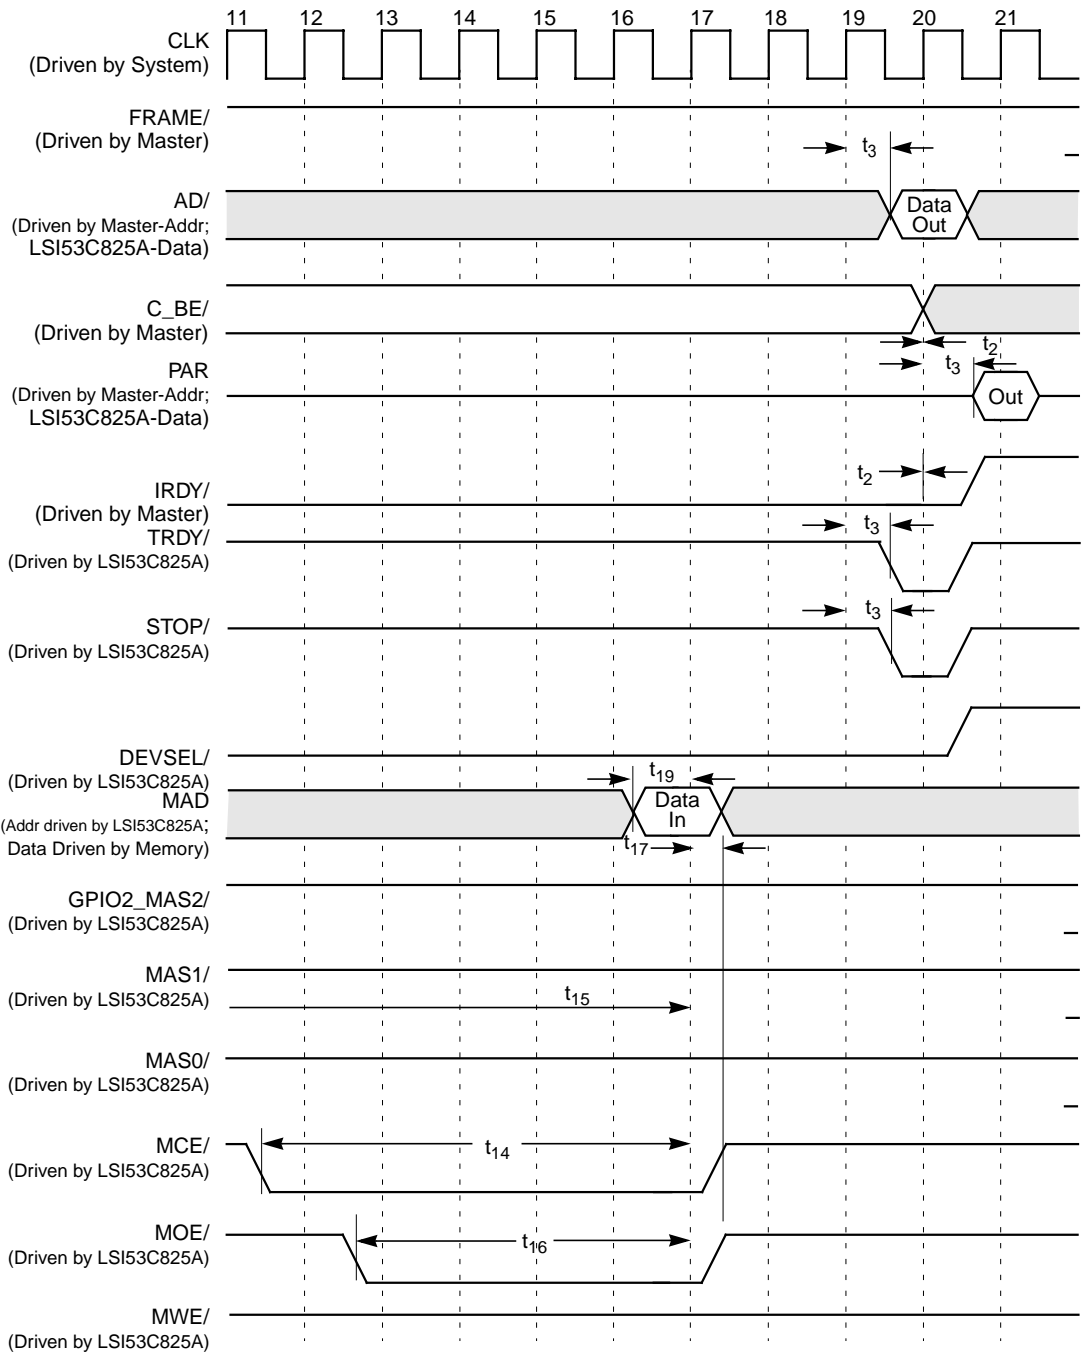 11 12 13 14 15 16 17 18 19 20 21
CLK
(Driven by System)
FRAME/
(Driven by Master)
t3
AD/
(Driven by Master-Addr;
LSI53C825A-Data)
Data
Out
C_BE/
(Driven by Master)
t2
t3
PAR
(Driven by Master-Addr;
LSI53C825A-Data)
Out
t2
IRDY/
(Driven by Master)
t3
TRDY/
(Driven by LSI53C825A)
t3
STOP/
(Driven by LSI53C825A)
DEVSEL/
(Driven by LSI53C825A)
t19
MAD
(Addr driven by LSI53C825A;
Data Driven by Memory)
Data
In
t17
GPIO2_MAS2/
(Driven by LSI53C825A)
MAS1/
(Driven by LSI53C825A)
t15
MAS0/
(Driven by LSI53C825A)
MCE/
(Driven by LSI53C825A)
t14
MOE/
(Driven by LSI53C825A)
t16
MWE/
(Driven by LSI53C825A)